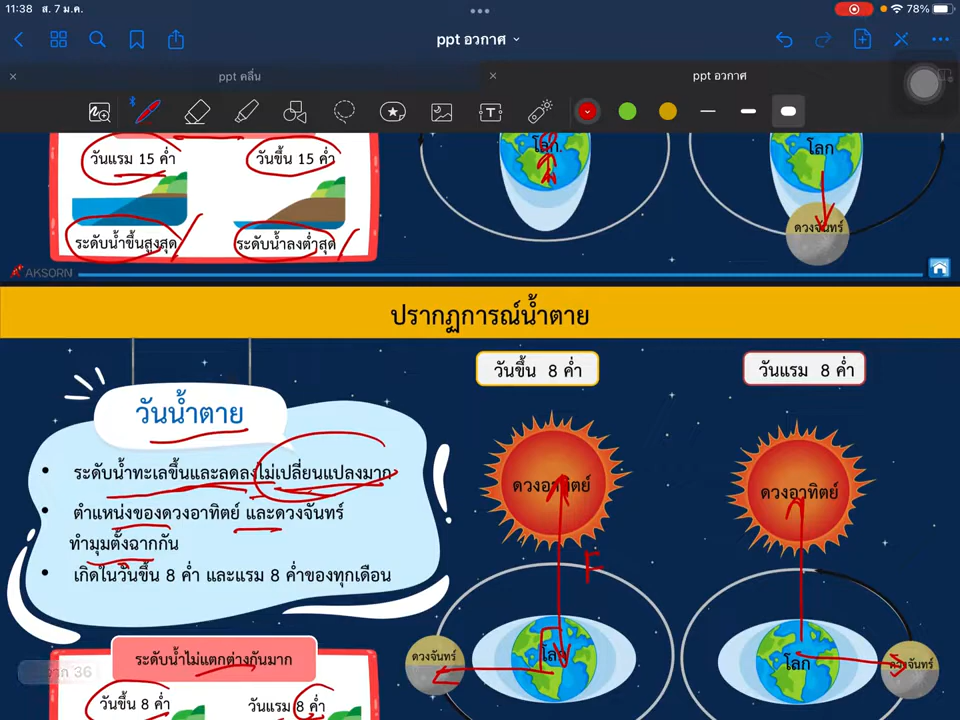 11:38 ส. 7 ม.ค.
78%
ppt อวกาศ
ppt คลื่น
ppt อวกาศ
วันแรม 15 ค่ำ
วันขึ้น 15 ค่ำ
ระดับน้ำขึ้นสูงสุด
ระดับน้ำลงต่ำสุด
โลก
โลก
ดวงจันทร์
AKSORN
ปรากฏการณ์น้ำตาย
วันน้ำตาย
• ระดับน้ำทะเลขึ้นและลดลงไม่เปลี่ยนแปลงมาก
• ตำแหน่งของดวงอาทิตย์ และดวงจันทร์
ทำมุมตั้งฉากกัน
• เกิดในวันขึ้น 8 ค่ำ และแรม 8 ค่ำของทุกเดือน
วันขึ้น 8 ค่ำ
วันแรม 8 ค่ำ
ดวงอาทิตย์
ดวงอาทิตย์
F
ดวงจันทร์
โลก
โลก
ดวงจันทร์
ระดับน้ำไม่แตกต่างกันมาก
วันขึ้น 8 ค่ำ
วันแรม 8 ค่ำ